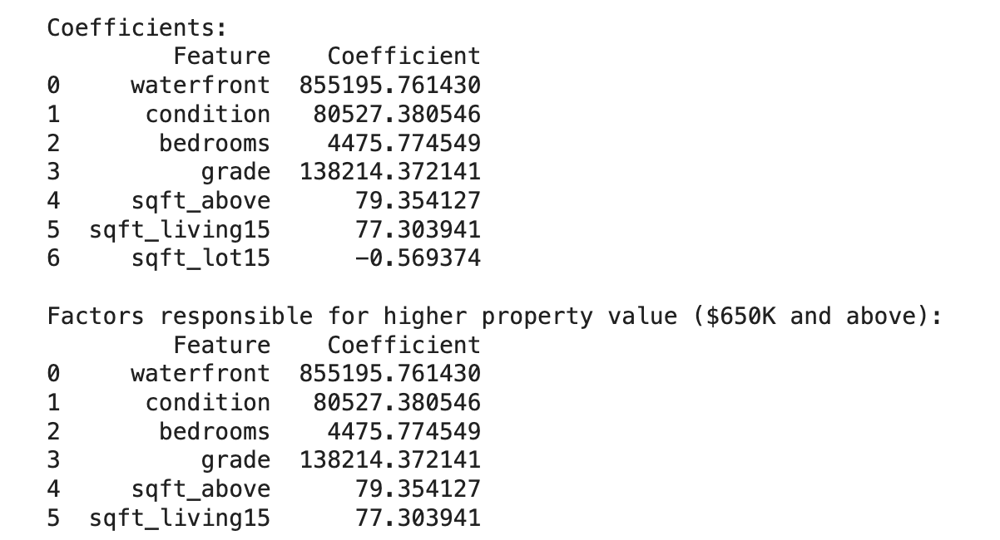 Coefficients:
Feature Coefficient
0 waterfront 855195.761430
1 condition 80527.380546
2 bedrooms 4475.774549
3 grade 138214.372141
4 sqft_above 79.354127
5 sqft_living15 77.303941
6 sqft_lot15 −0.569374
Factors responsible for higher property value ($650K and above):
Feature Coefficient
0 waterfront 855195.761430
1 condition 80527.380546
2 bedrooms 4475.774549
3 grade 138214.372141
4 sqft_above 79.354127
5 sqft_living15 77.303941